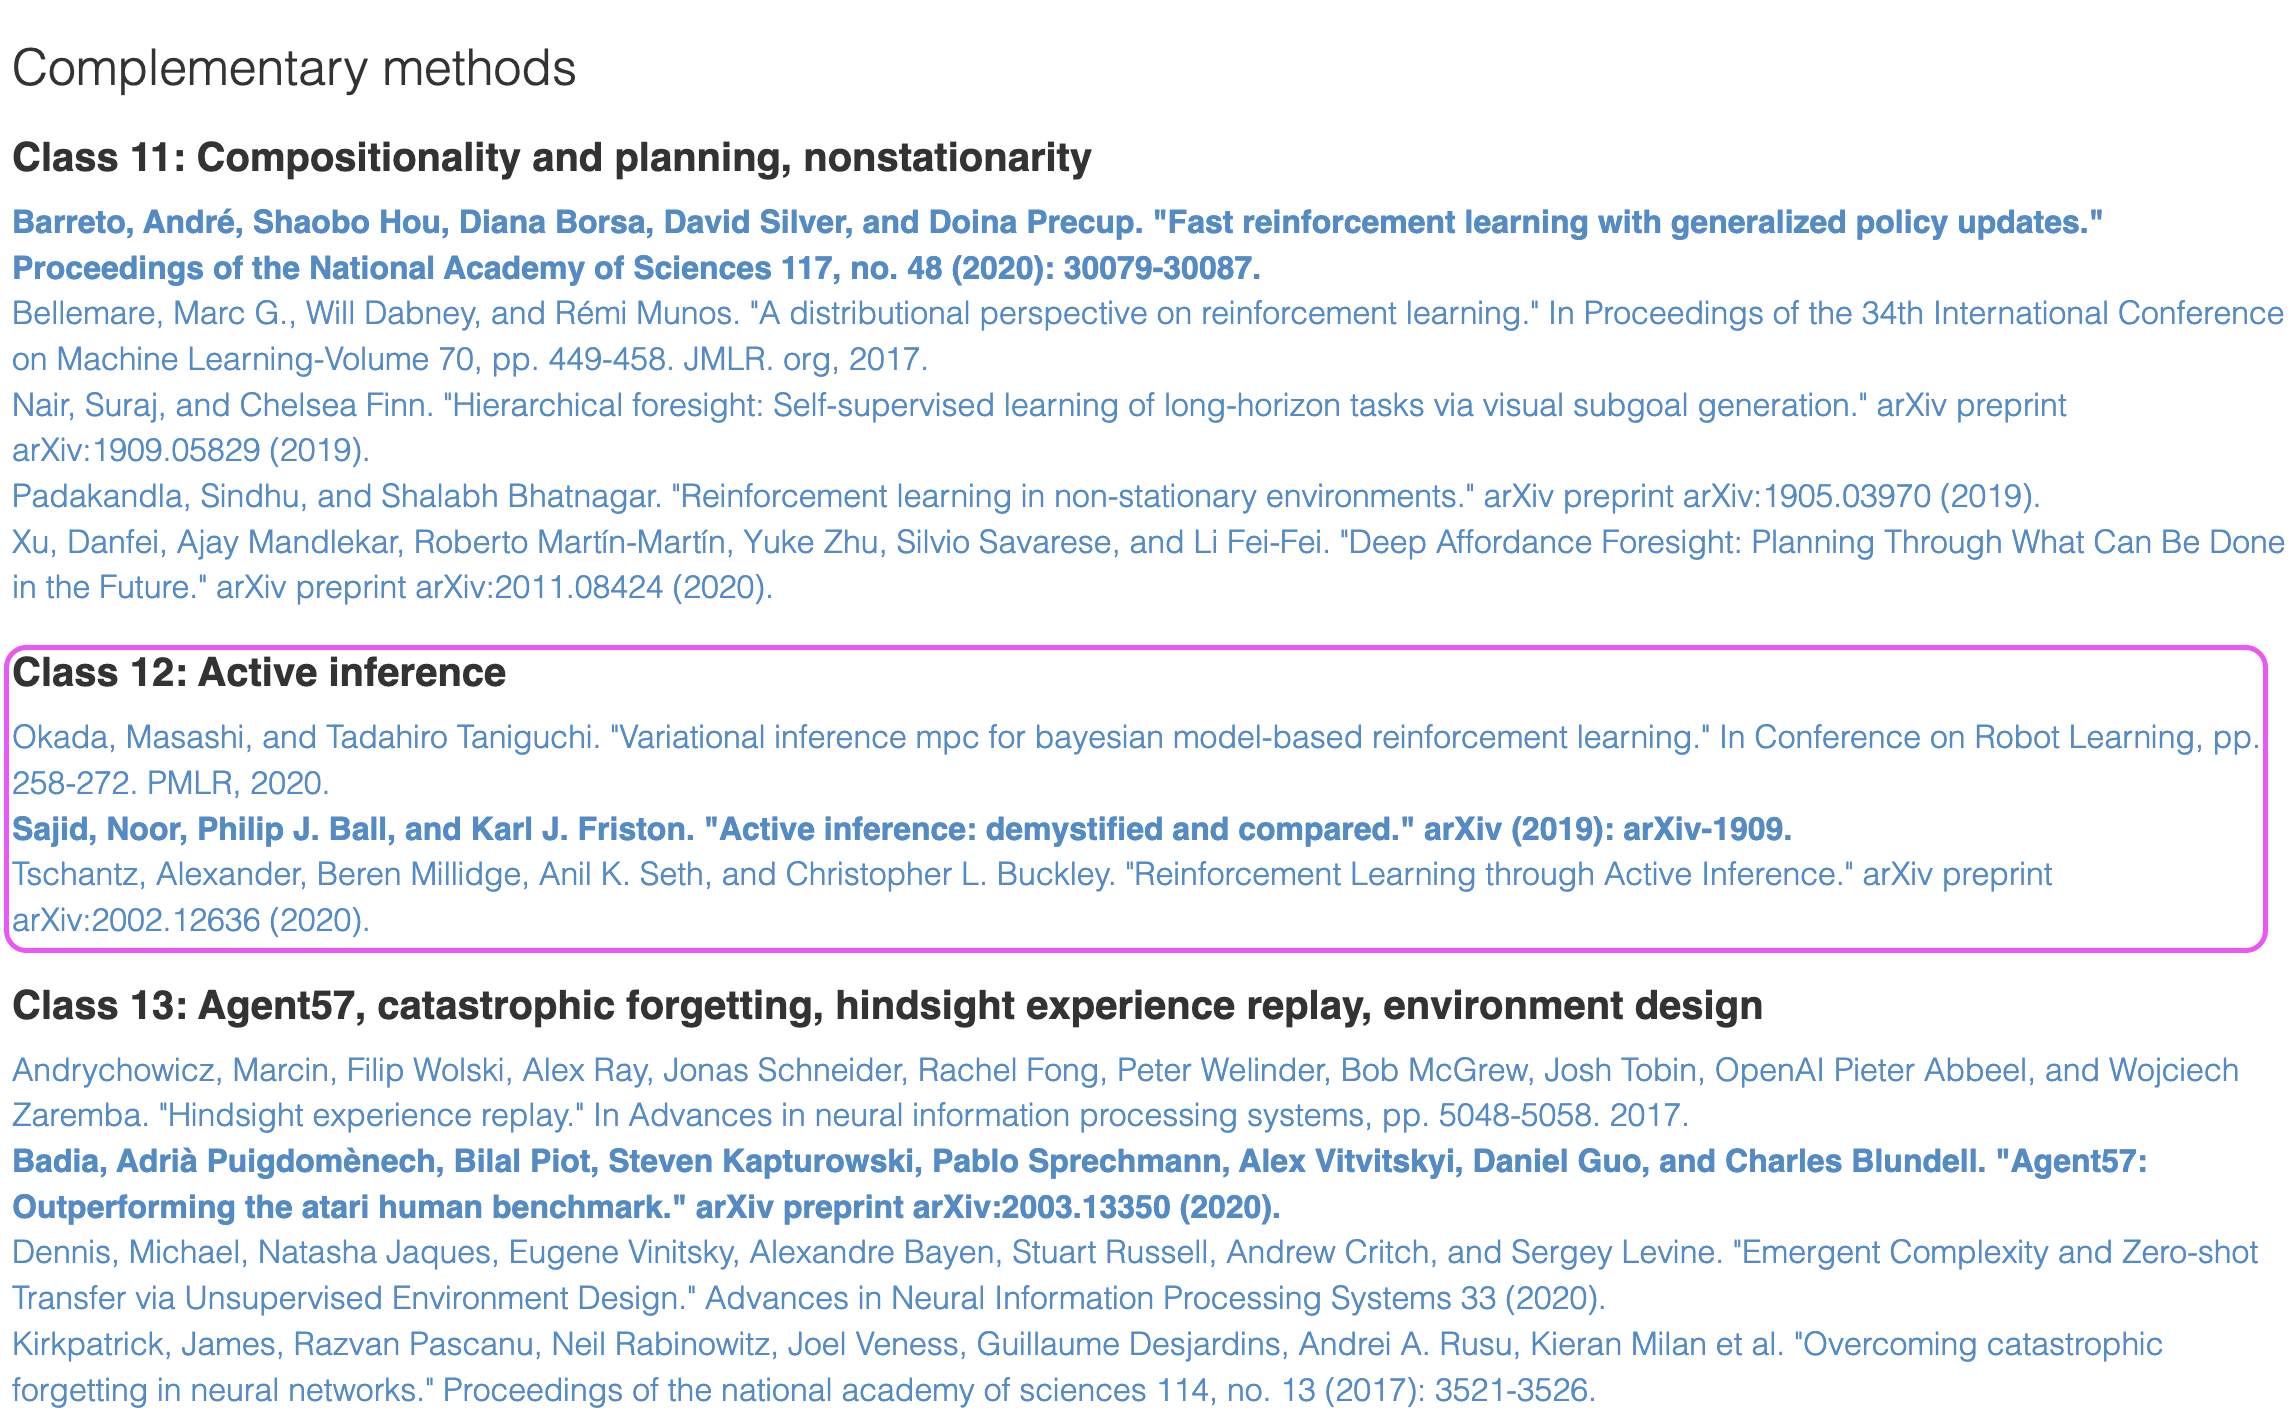 Complementary methods
Class 11: Compositionality and planning, nonstationarity
Barreto, André, Shaobo Hou, Diana Borsa, David Silver, and Doina Precup. "Fast reinforcement learning with generalized policy updates."
Proceedings of the National Academy of Sciences 117, no. 48 (2020): 30079-30087.
Bellemare, Marc G., Will Dabney, and Rémi Munos. "A distributional perspective on reinforcement learning." In Proceedings of the 34th International Conference
on Machine Learning-Volume 70, pp. 449-458. JMLR. org, 2017.
Nair, Suraj, and Chelsea Finn. "Hierarchical foresight: Self-supervised learning of long-horizon tasks via visual subgoal generation." arXiv preprint
arXiv:1909.05829 (2019).
Padakandla, Sindhu, and Shalabh Bhatnagar. "Reinforcement learning in non-stationary environments." arXiv preprint arXiv:1905.03970 (2019).
Xu, Danfei, Ajay Mandlekar, Roberto Martín-Martín, Yuke Zhu, Silvio Savarese, and Li Fei-Fei. "Deep Affordance Foresight: Planning Through What Can Be Done
in the Future." arXiv preprint arXiv:2011.08424 (2020).
Class 12: Active inference
Okada, Masashi, and Tadahiro Taniguchi. "Variational inference mpc for bayesian model-based reinforcement learning." In Conference on Robot Learning, pp.
258-272. PMLR, 2020.
Sajid, Noor, Philip J. Ball, and Karl J. Friston. "Active inference: demystified and compared." arXiv (2019): arXiv-1909.
Tschantz, Alexander, Beren Millidge, Anil K. Seth, and Christopher L. Buckley. "Reinforcement Learning through Active Inference." arXiv preprint
arXiv:2002.12636 (2020).
Class 13: Agent57, catastrophic forgetting, hindsight experience replay, environment design
Andrychowicz, Marcin, Filip Wolski, Alex Ray, Jonas Schneider, Rachel Fong, Peter Welinder, Bob McGrew, Josh Tobin, OpenAI Pieter Abbeel, and Wojciech
Zaremba. "Hindsight experience replay." In Advances in neural information processing systems, pp. 5048-5058. 2017.
Badia, Adrià Puigdomènech, Bilal Piot, Steven Kapturowski, Pablo Sprechmann, Alex Vitvitskyi, Daniel Guo, and Charles Blundell. "Agent57:
Outperforming the atari human benchmark." arXiv preprint arXiv:2003.13350 (2020).
Dennis, Michael, Natasha Jaques, Eugene Vinitsky, Alexandre Bayen, Stuart Russell, Andrew Critch, and Sergey Levine. "Emergent Complexity and Zero-shot
Transfer via Unsupervised Environment Design." Advances in Neural Information Processing Systems 33 (2020).
Kirkpatrick, James, Razvan Pascanu, Neil Rabinowitz, Joel Veness, Guillaume Desjardins, Andrei A. Rusu, Kieran Milan et al. "Overcoming catastrophic
forgetting in neural networks." Proceedings of the national academy of sciences 114, no. 13 (2017): 3521-3526.